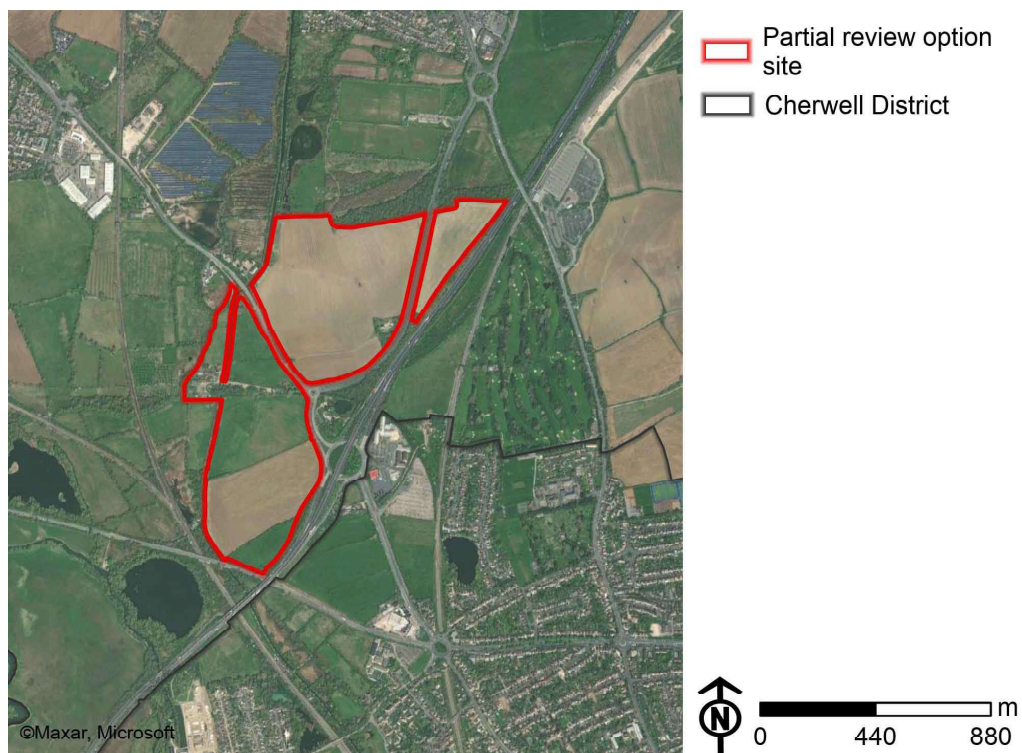 Partial review option
site
Cherwell District
©Maxar, Microsoft
N
m
0 440 880